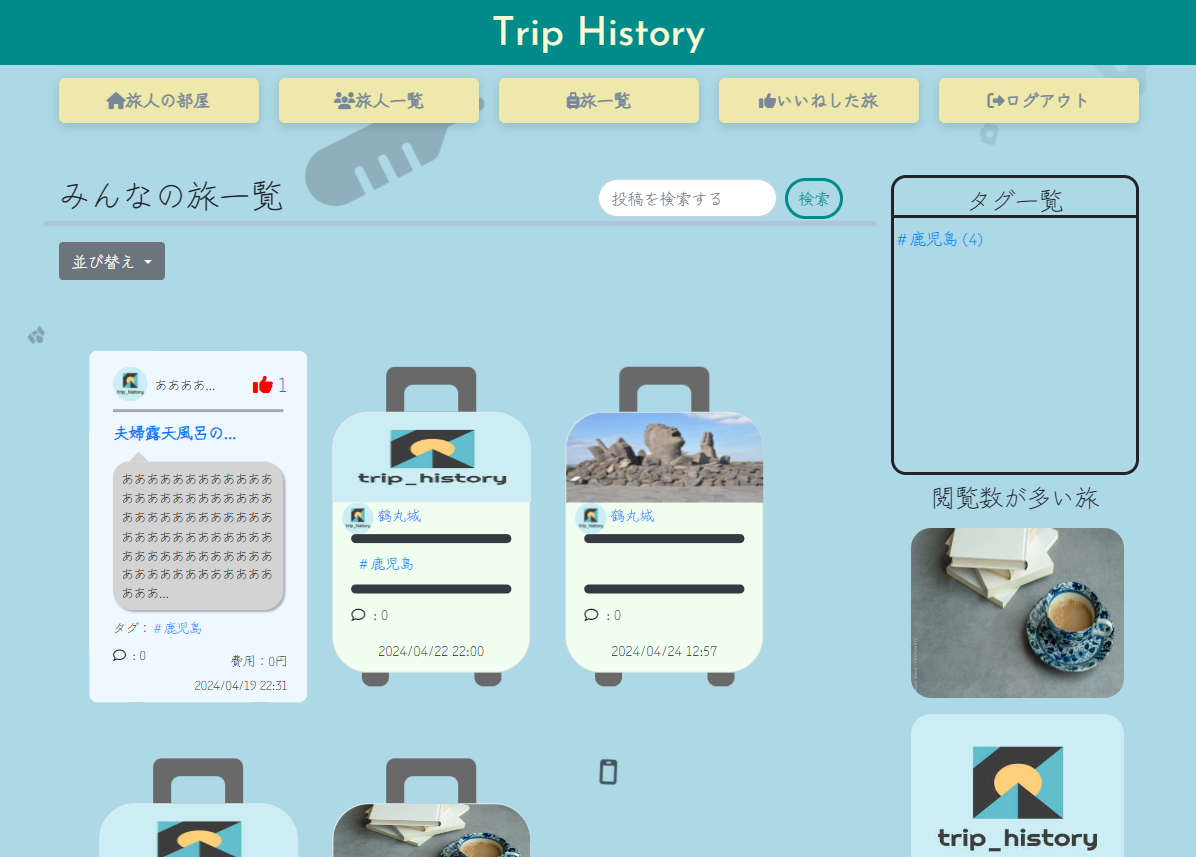 Trip History
旅人の部屋
旅人一覧
旅一覧
いいねした旅
ログアウト
みんなの旅一覧
投稿を検索する
検索
並び替え
ああああ...
1
夫婦露天風呂の...
ああああああああああああ
ああああああああああああ
ああああああああああああ
ああああああああああああ
ああああああああああああ
ああああああああああああ
あああ...
タグ：#鹿児島
: 0
費用：0円
2024/04/19 22:31
trip_history
鶴丸城
#鹿児島
: 0
2024/04/22 22:00
鶴丸城
: 0
2024/04/24 12:57
タグ一覧
#鹿児島 (4)
閲覧数が多い旅
trip_history